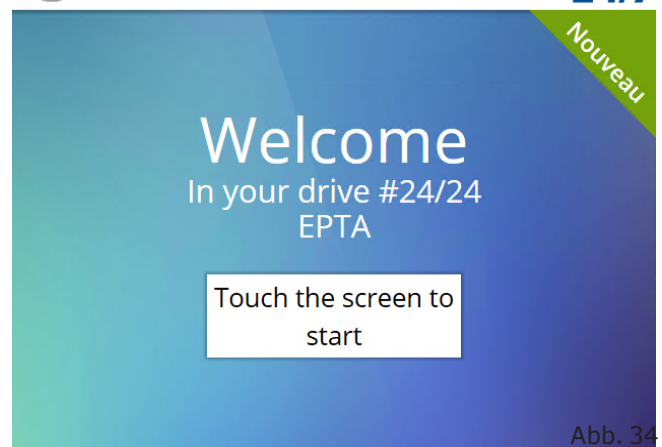 Nouveau
Welcome
In your drive #24/24
EPTA
Touch the screen to
start
Abb. 34